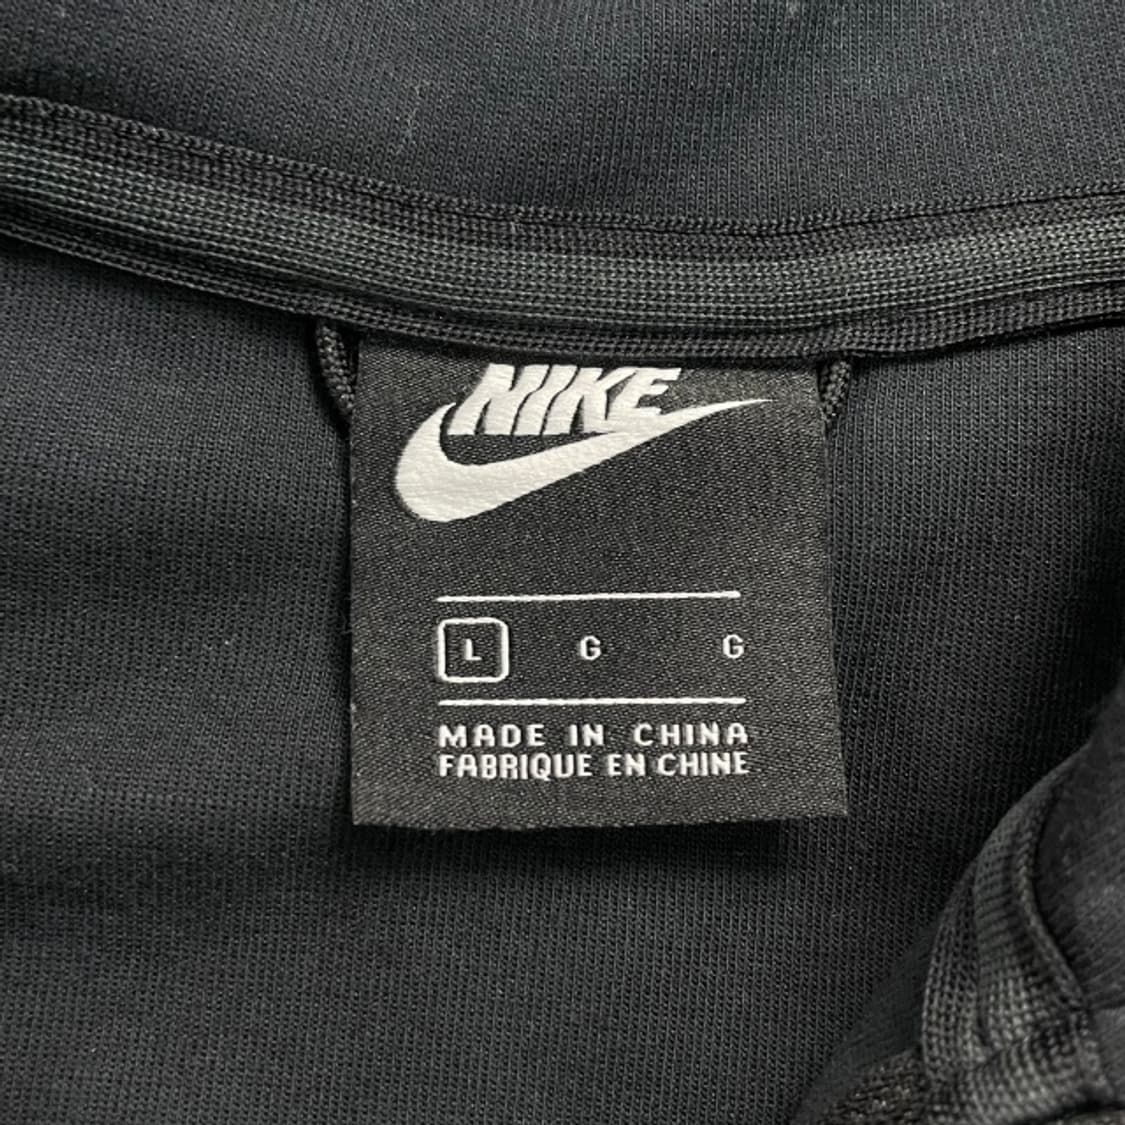 NIKE
L G G
MADE IN CHINA
FABRIQUE EN CHINE